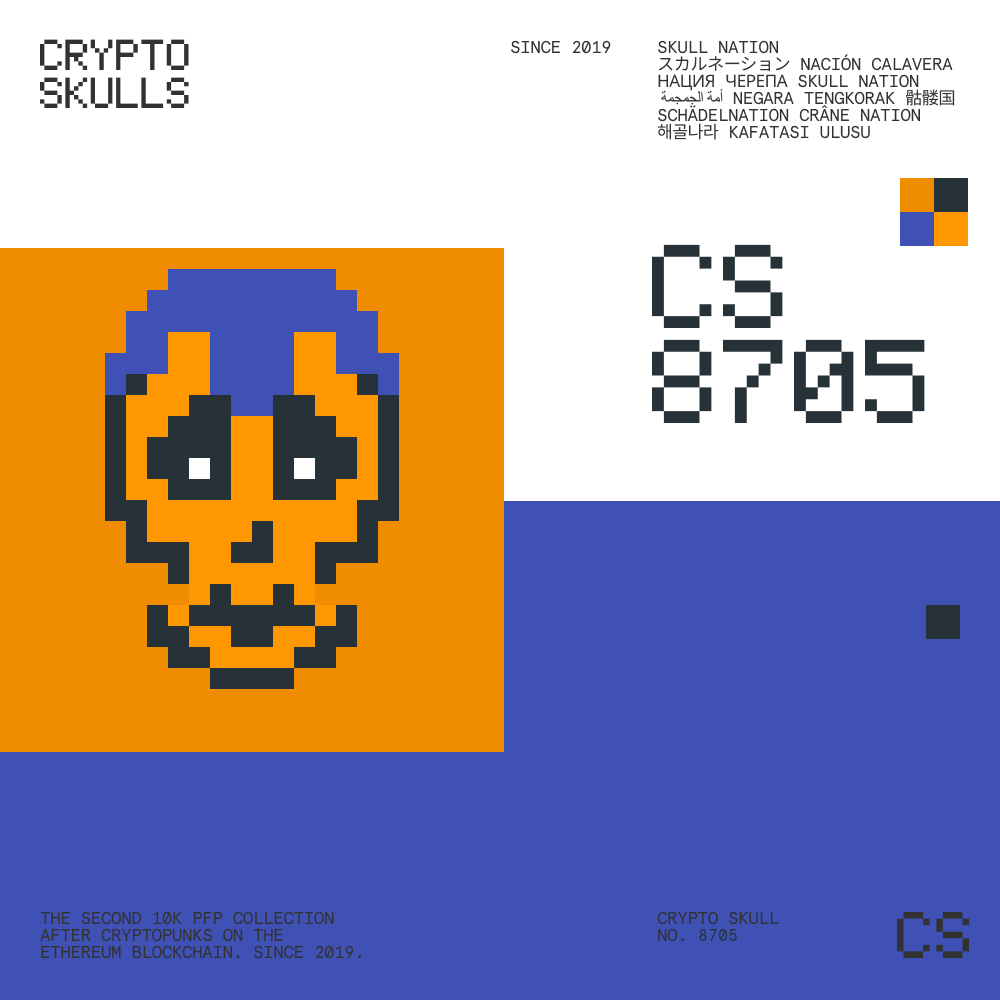 CRYPTO
SKULLS
SINCE 2019
SKULL NATION
スカルネーション NACIÓN CALAVERA
НАЦИЯ ЧЕРЕПА SKULL NATION
أمة الجمجمة NEGARA TENGKORAK 骷髅国
SCHÄDELNATION CRÂNE NATION
해골나라 KAFATASI ULUSU
CS
8705
THE SECOND 10K PFP COLLECTION
AFTER CRYPTOPUNKS ON THE
ETHEREUM BLOCKCHAIN. SINCE 2019.
CRYPTO SKULL
NO. 8705
CS